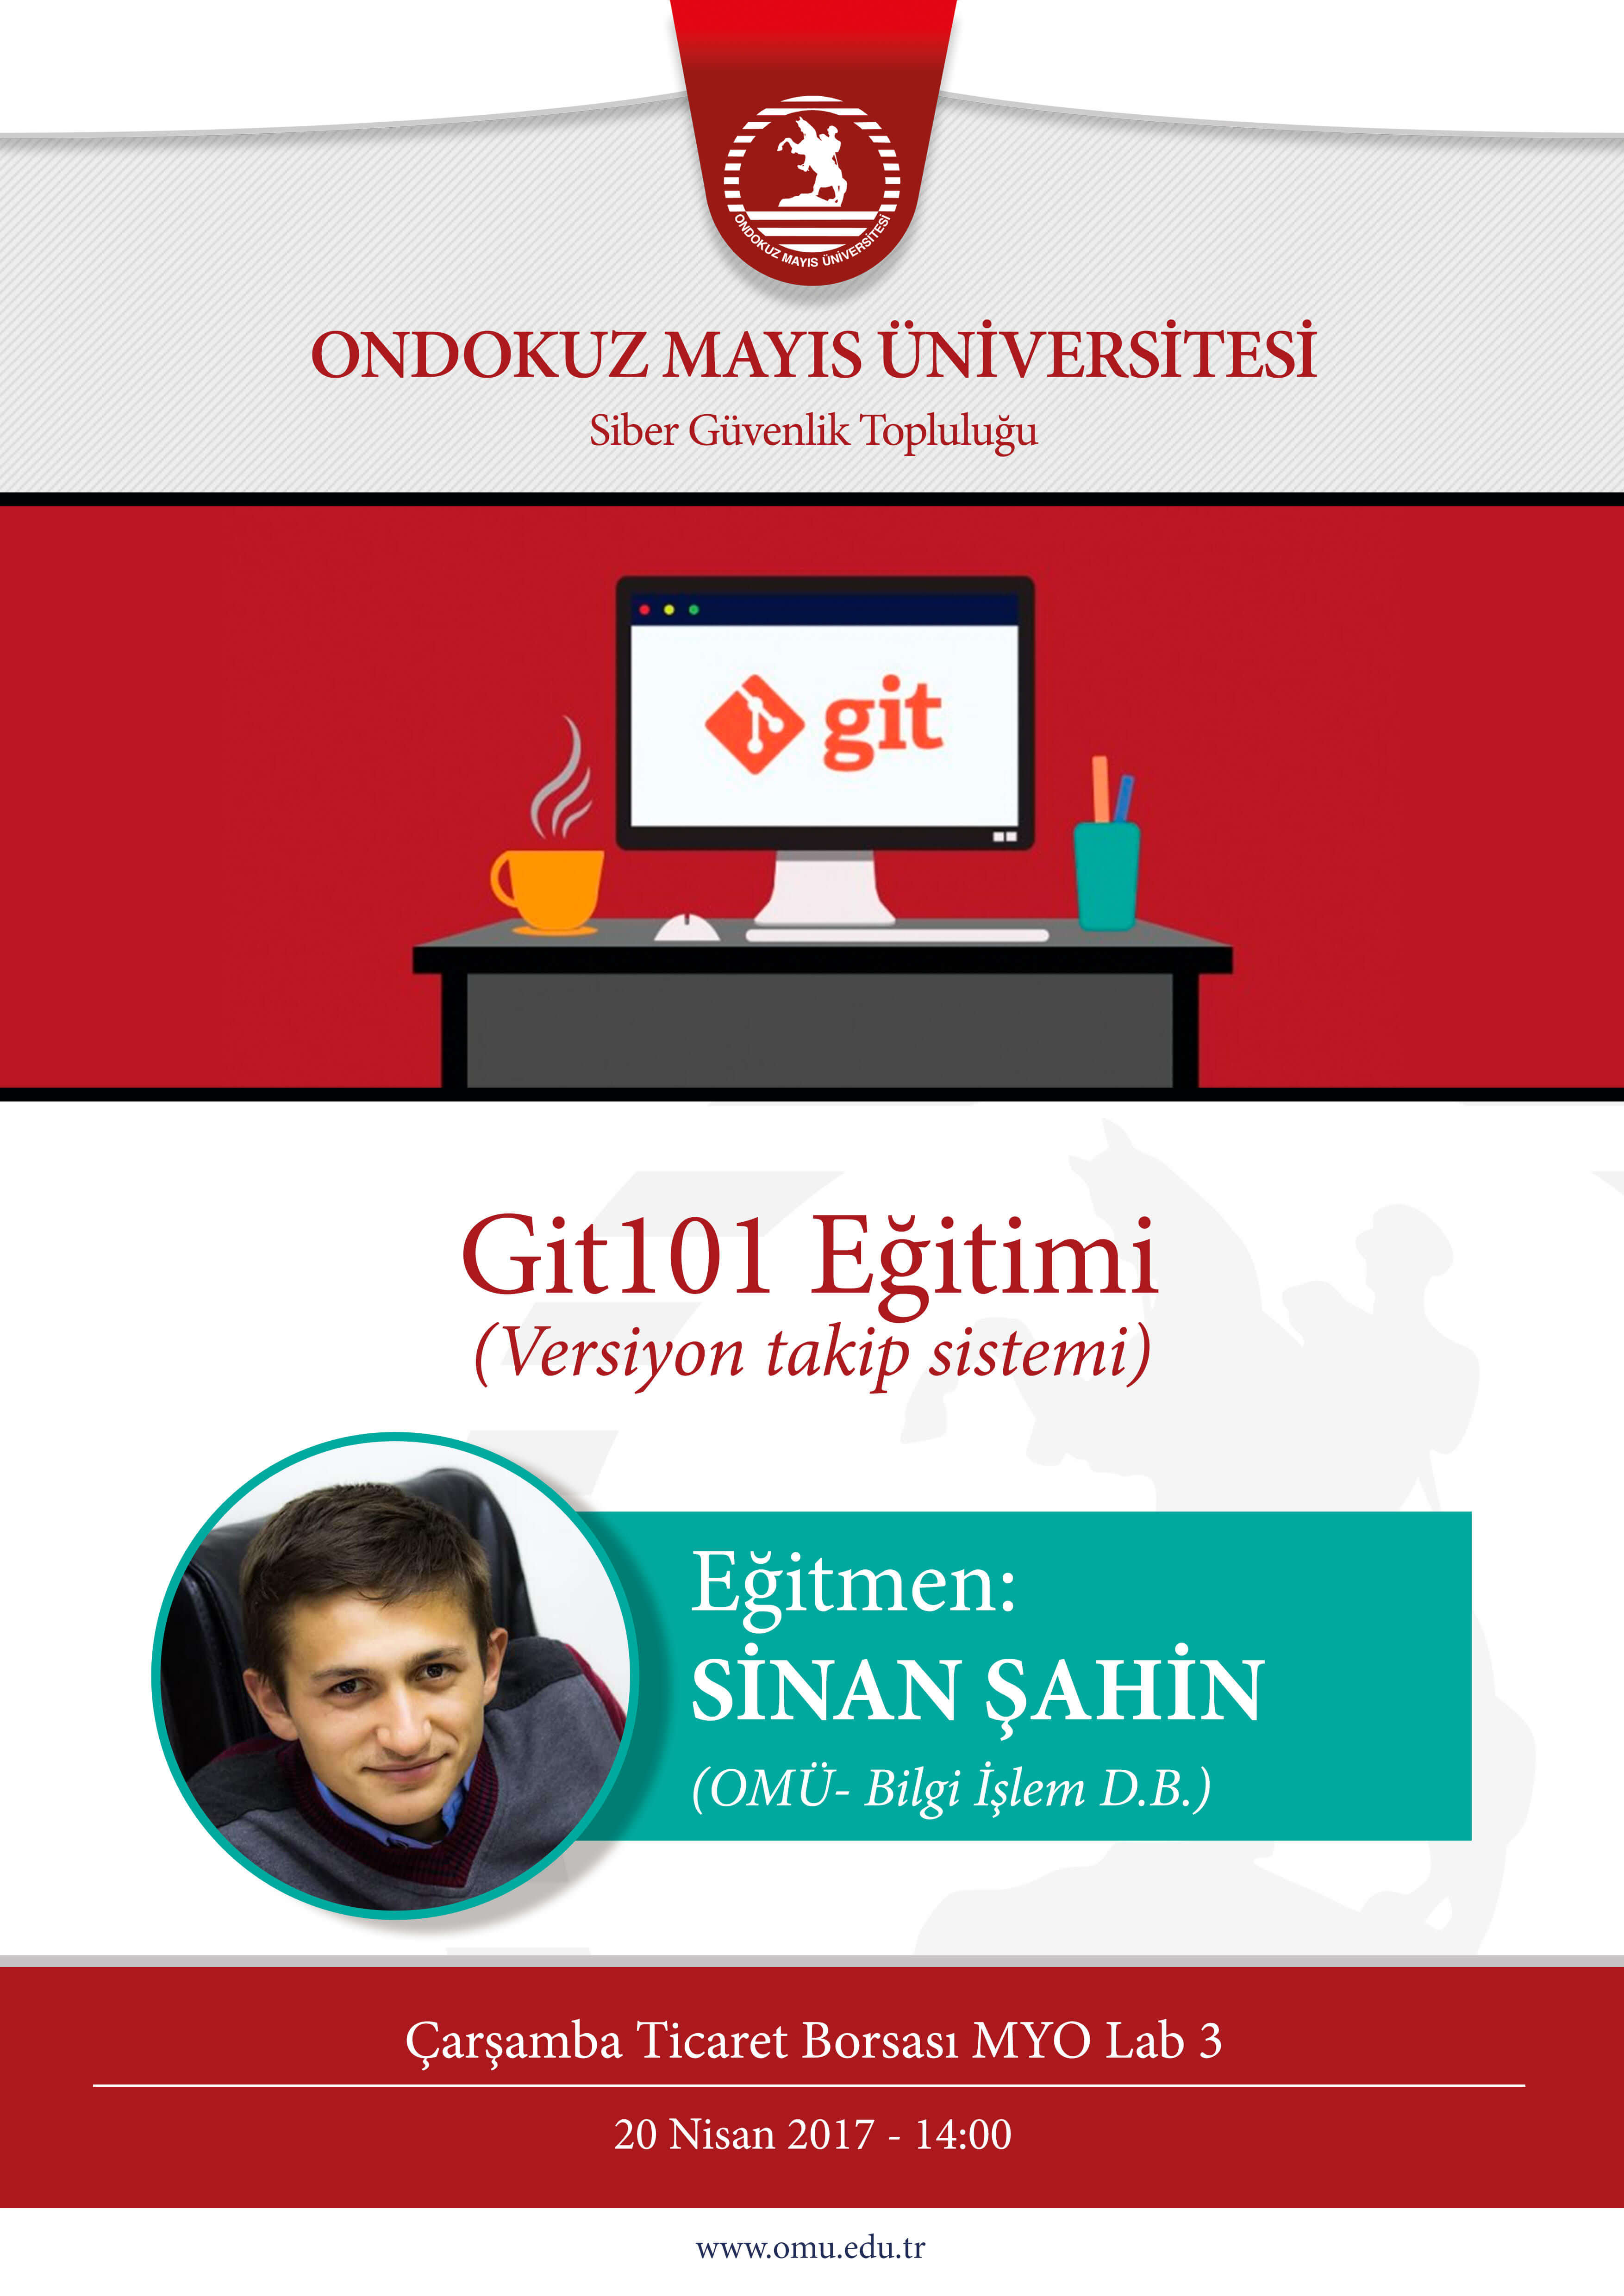 ONDOKUZ MAYIS ÜNİVERSİTESİ
ONDOKUZ MAYIS ÜNİVERSİTESİ
Siber Güvenlik Topluluğu
git
Git101 Eğitimi
(Versiyon takip sistemi)
Eğitmen:
SİNAN ŞAHİN
(OMÜ- Bilgi İşlem D.B.)
Çarşamba Ticaret Borsası MYO Lab 3
20 Nisan 2017 - 14:00
www.omu.edu.tr